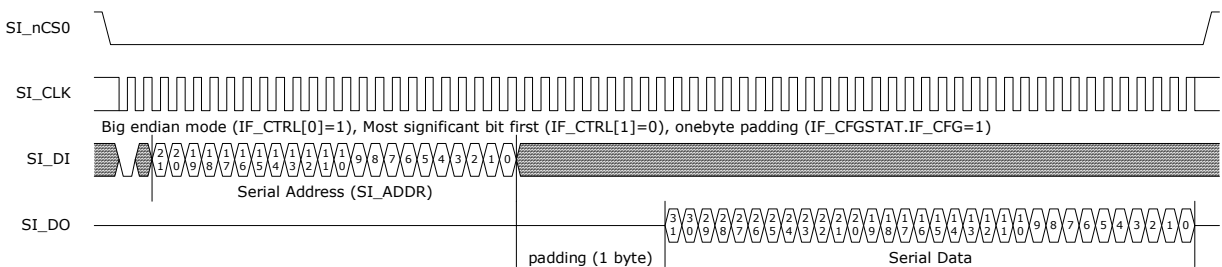 SI_nCS0
SI_CLK
Big endian mode (IF_CTRL[0]=1), Most significant bit first (IF_CTRL[1]=0), onebyte padding (IF_CFGSTAT.IF_CFG=1)
SI_DI 21 20 19 18 17 16 15 14 13 12 11 10 9 8 7 6 5 4 3 2 1 0
Serial Address (SI_ADDR)
SI_DO 31 30 29 28 27 26 25 24 23 22 21 20 19 18 17 16 15 14 13 12 11 10 9 8 7 6 5 4 3 2 1 0
padding (1 byte) Serial Data